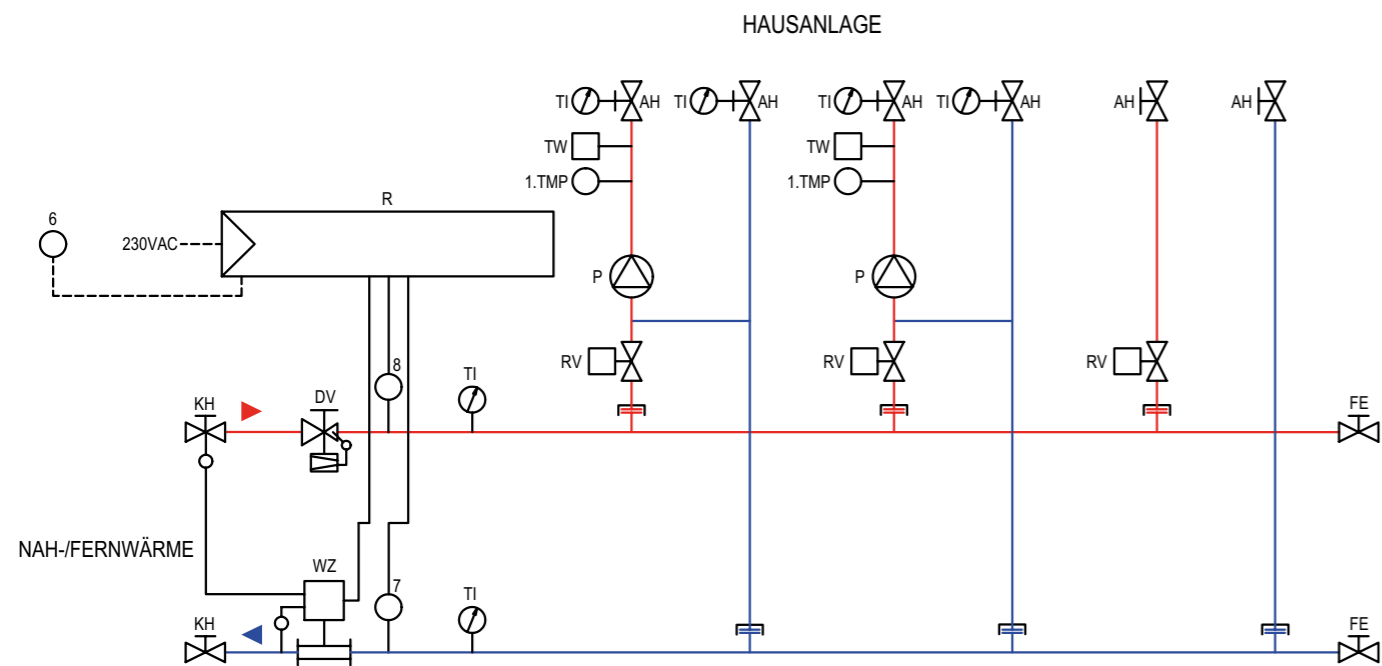 HAUSANLAGE
TI AH TI AH TI AH TI AH AH AH
TW TW
1.TMP 1.TMP
R
6
230VAC
P P
RV RV RV
8
TI
KH DV FE
NAH-/FERNWÄRME
WZ
7
TI
KH FE